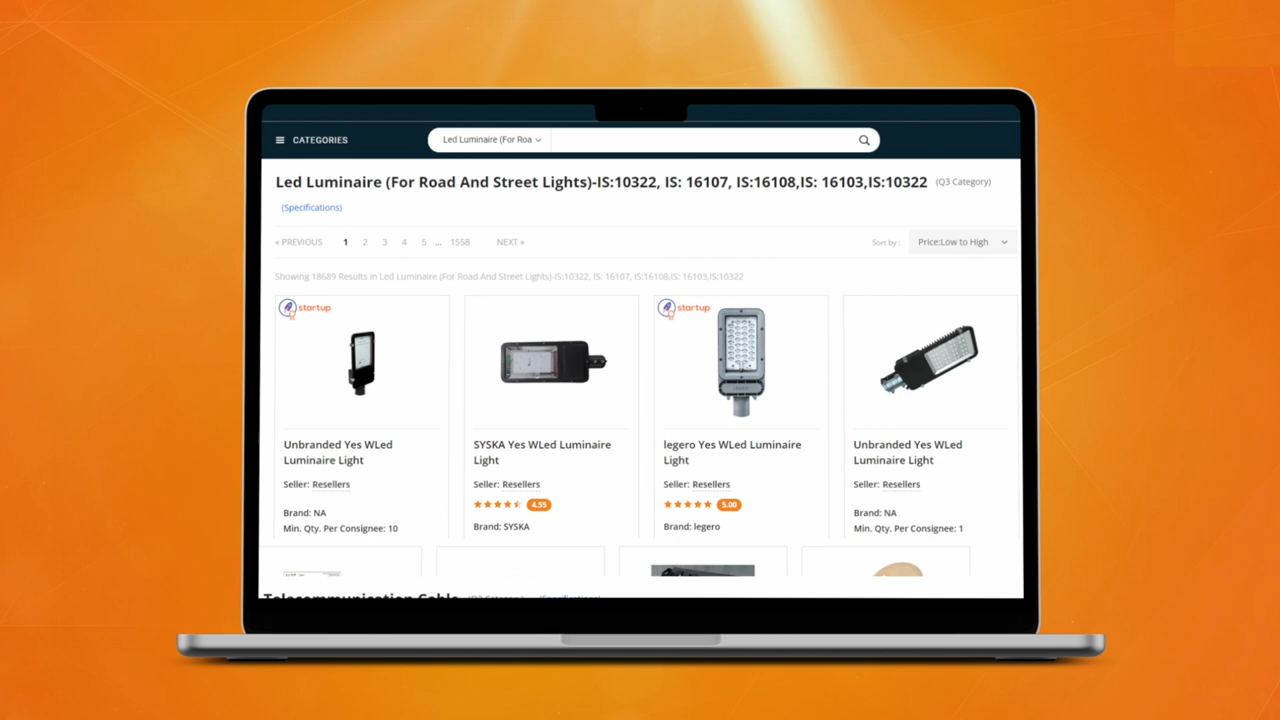 CATEGORIES
Led Luminaire (For Roa
Led Luminaire (For Road And Street Lights)-IS:10322, IS: 16107, IS:16108,IS: 16103,IS:10322 (Q3 Category)
(Specifications)
« PREVIOUS 1 2 3 4 5 ... 1558 NEXT »
Sort by : Price:Low to High
Showing 18689 Results in Led Luminaire (For Road And Street Lights)-IS:10322, IS: 16107, IS:16108,IS: 16103,IS:10322
startup
Unbranded Yes WLed
Luminaire Light
Seller: Resellers
Brand: NA
Min. Qty. Per Consignee: 10
SYSKA Yes WLed Luminaire
Light
Seller: Resellers
4.55
Brand: SYSKA
startup
legero Yes WLed Luminaire
Light
Seller: Resellers
5.00
Brand: legero
Unbranded Yes WLed
Luminaire Light
Seller: Resellers
Brand: NA
Min. Qty. Per Consignee: 1
Telecommunication Cable